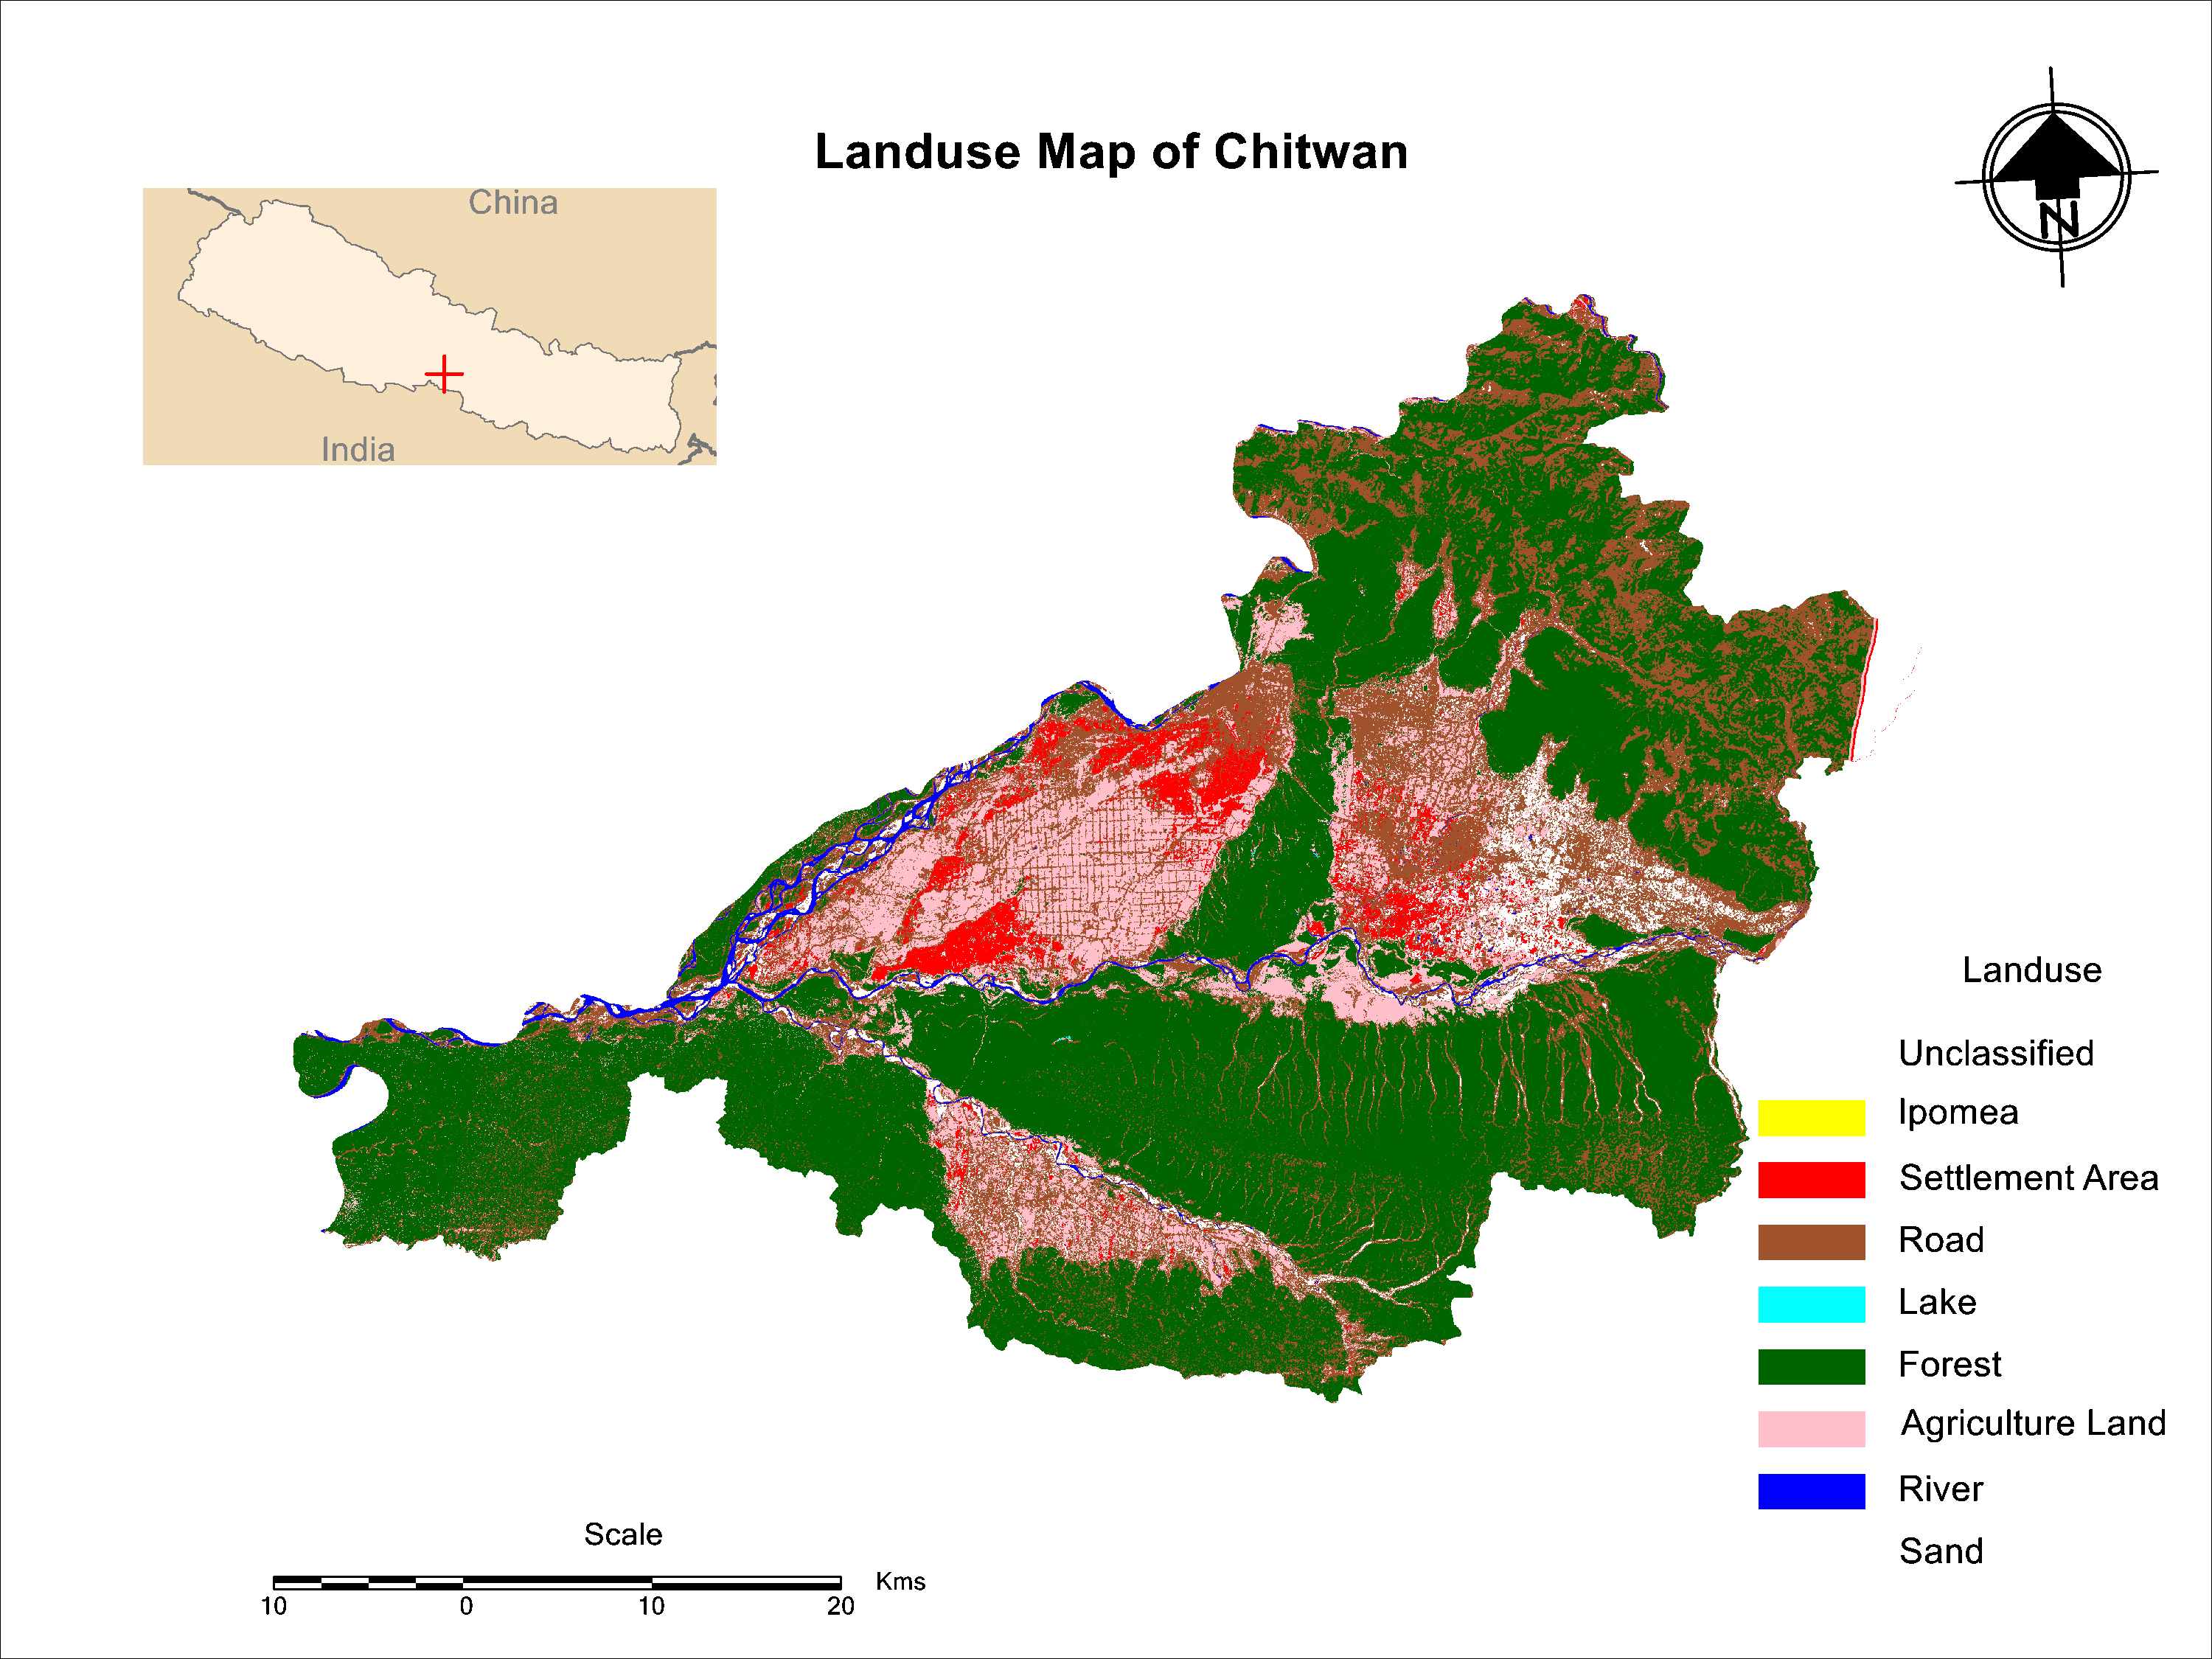 Landuse Map of Chitwan
China
India
N
Landuse
Unclassified
Ipomea
Settlement Area
Road
Lake
Forest
Agriculture Land
River
Sand
Scale
Kms
10 0 10 20